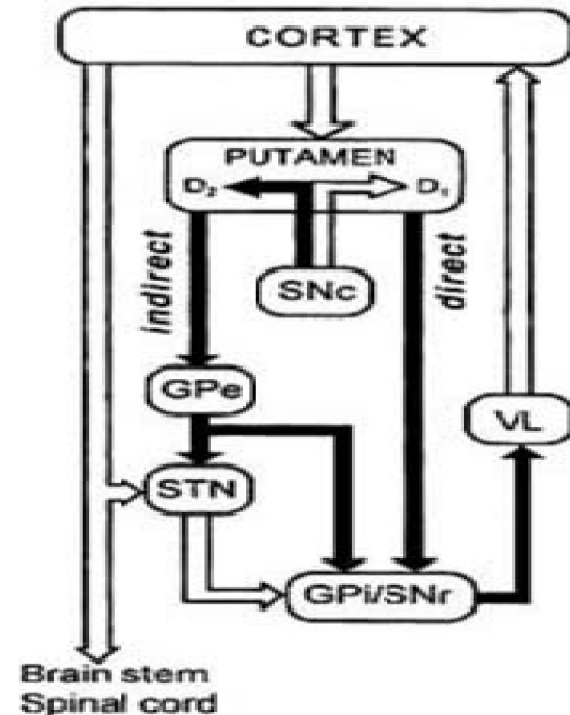 CORTEX
PUTAMEN
D₂ D₁
indirect
SNc
direct
GPe
VL
STN
GPi/SNr
Brain stem
Spinal cord